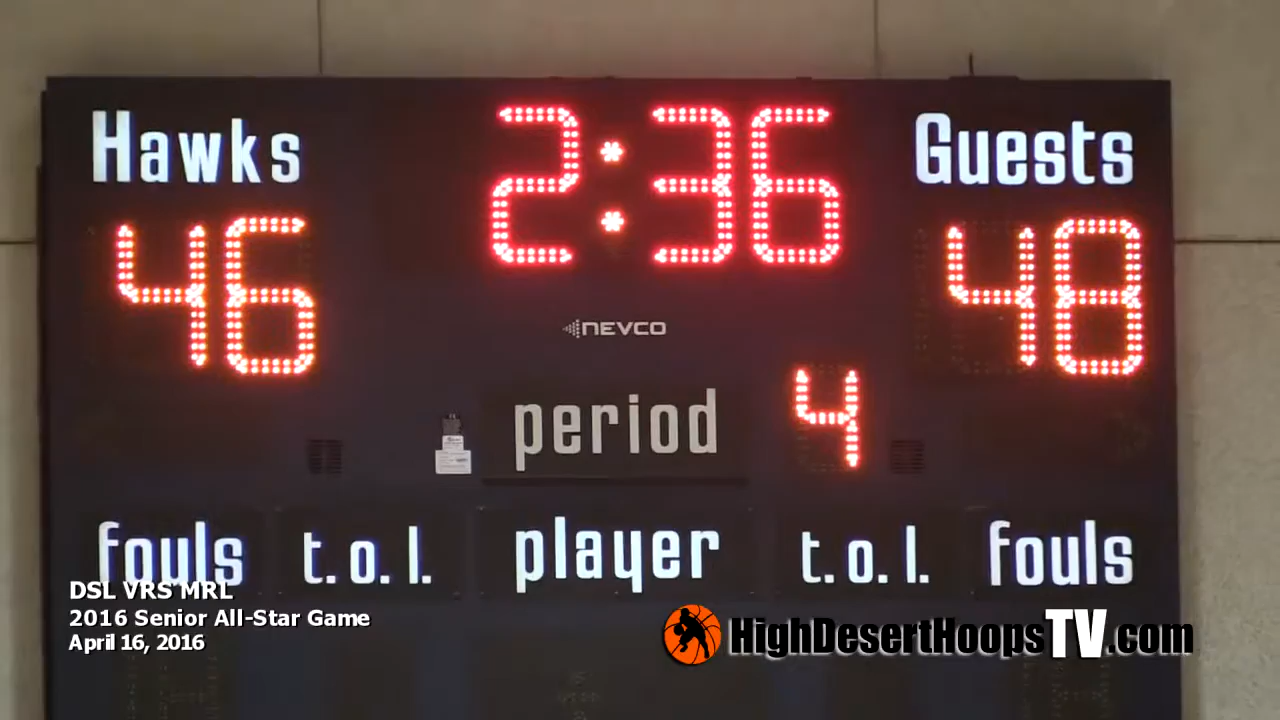 Hawks 2:36 Guests
46 48
NEVCO
period 4
fouls t.o.l. player t.o.l. fouls
DSL VRS MRL
2016 Senior All-Star Game
April 16, 2016
HighDesertHoopsTV.com